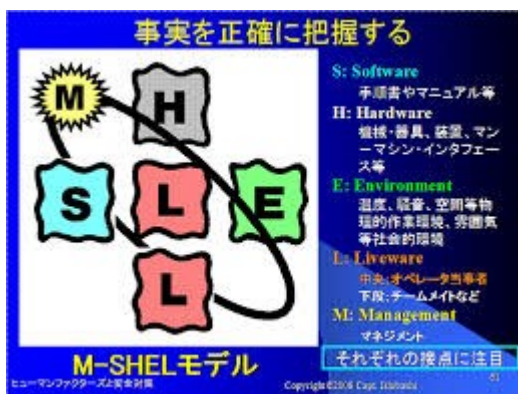 事実を正確に把握する
M
H
S
L
E
L
S: Software
手順書やマニュアル等
H: Hardware
機械・器具、装置、マン
ーマシン・インタフェー
ス等
E: Environment
温度、騒音、空間等物
理的作業環境、雰囲気
等社会的環境
L: Liveware
中央:オペレータ当事者
下段:チームメイトなど
M: Management
マネジメント
M-SHELモデル
それぞれの接点に注目
ヒューマンファクターズと安全対策
Copyright©2006 Capt.